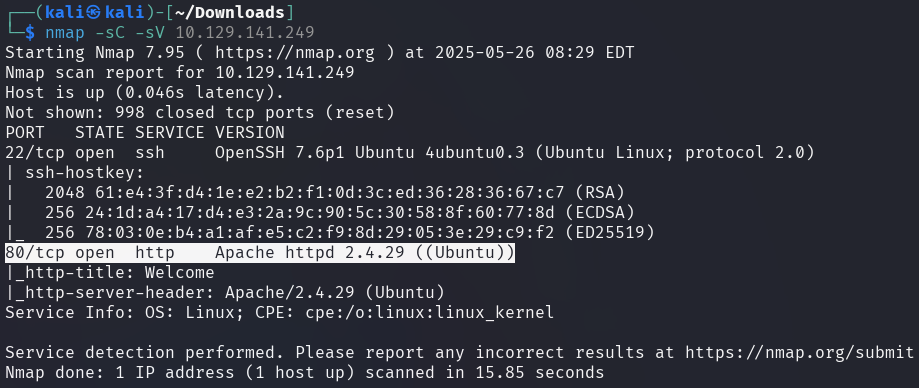 ┌──(kali㉿kali)-[~/Downloads]
└─$ nmap -sC -sV 10.129.141.249
Starting Nmap 7.95 ( https://nmap.org ) at 2025-05-26 08:29 EDT
Nmap scan report for 10.129.141.249
Host is up (0.046s latency).
Not shown: 998 closed tcp ports (reset)
PORT   STATE SERVICE VERSION
22/tcp open  ssh     OpenSSH 7.6p1 Ubuntu 4ubuntu0.3 (Ubuntu Linux; protocol 2.0)
| ssh-hostkey:
|   2048 61:e4:3f:d4:1e:e2:b2:f1:0d:3c:ed:36:28:36:67:c7 (RSA)
|   256 24:1d:a4:17:d4:e3:2a:9c:90:5c:30:58:8f:60:77:8d (ECDSA)
|_  256 78:03:0e:b4:a1:af:e5:c2:f9:8d:29:05:3e:29:c9:f2 (ED25519)
80/tcp open  http    Apache httpd 2.4.29 ((Ubuntu))
|_http-title: Welcome
|_http-server-header: Apache/2.4.29 (Ubuntu)
Service Info: OS: Linux; CPE: cpe:/o:linux:linux_kernel

Service detection performed. Please report any incorrect results at https://nmap.org/submit
Nmap done: 1 IP address (1 host up) scanned in 15.85 seconds